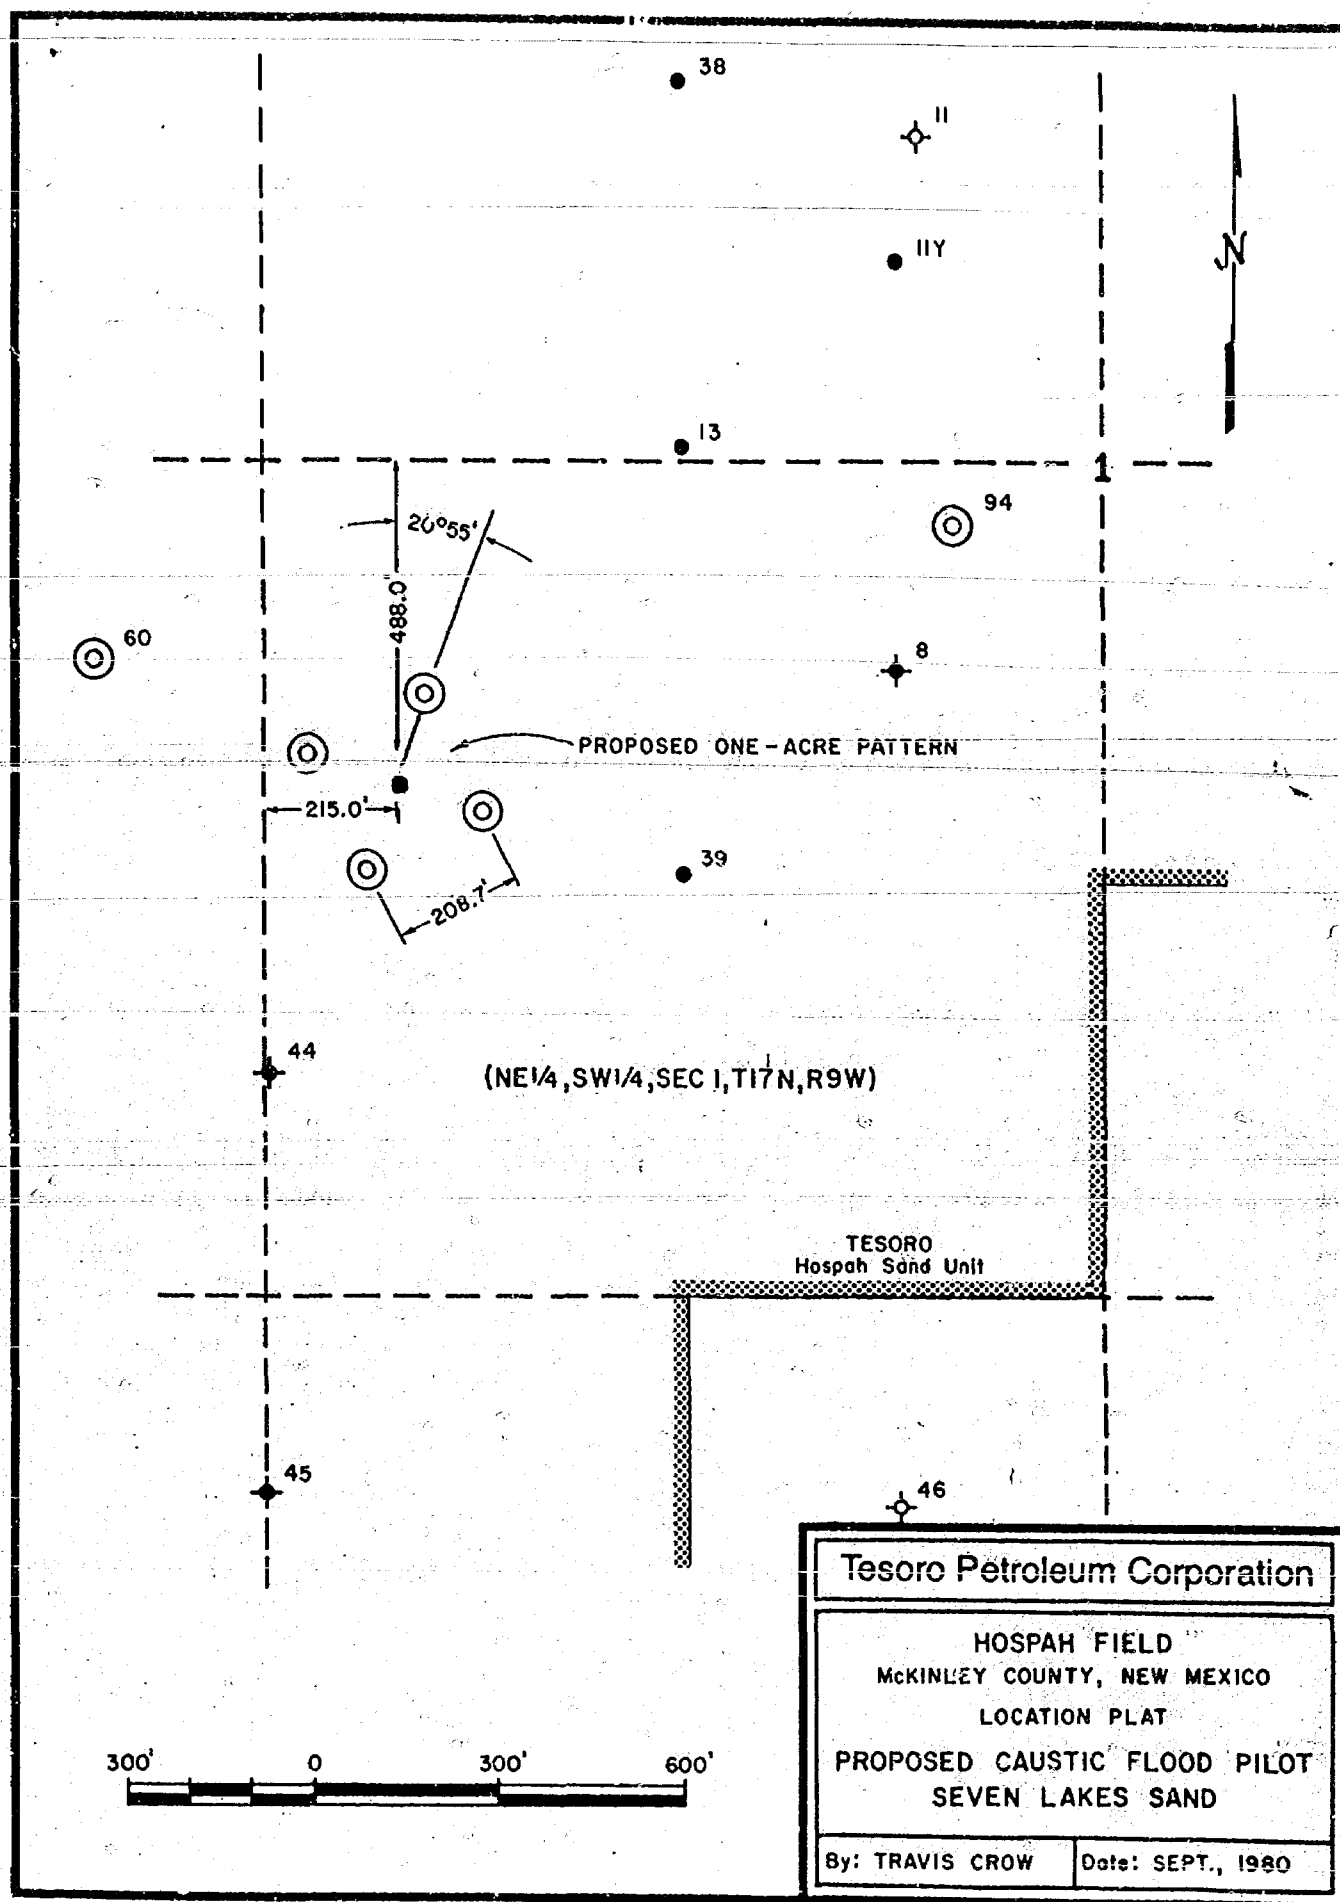 38
11
11Y
N
13
1
94
20°55'
488.0'
60
8
PROPOSED ONE-ACRE PATTERN
215.0'
39
208.7'
44
(NE1/4, SW1/4, SEC 1, T17N, R9W)
TESORO
Hospah Sand Unit
45
46
Tesoro Petroleum Corporation
HOSPAH FIELD
McKINLEY COUNTY, NEW MEXICO
LOCATION PLAT
PROPOSED CAUSTIC FLOOD PILOT
SEVEN LAKES SAND
By: TRAVIS CROW
Date: SEPT., 1980
300' 0 300' 600'